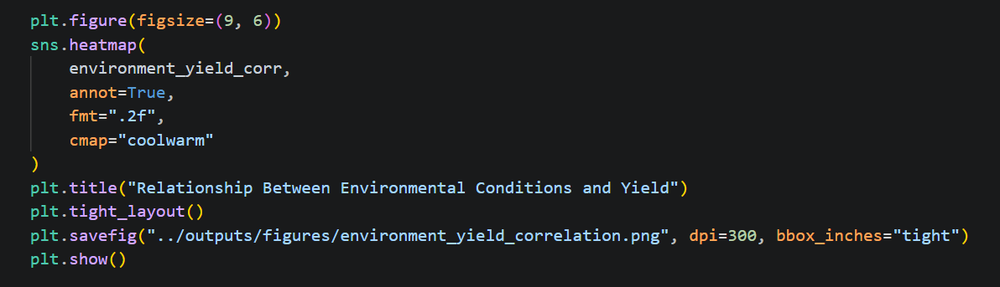 plt.figure(figsize=(9, 6))
sns.heatmap(
    environment_yield_corr,
    annot=True,
    fmt=".2f",
    cmap="coolwarm"
)
plt.title("Relationship Between Environmental Conditions and Yield")
plt.tight_layout()
plt.savefig("../outputs/figures/environment_yield_correlation.png", dpi=300, bbox_inches="tight")
plt.show()